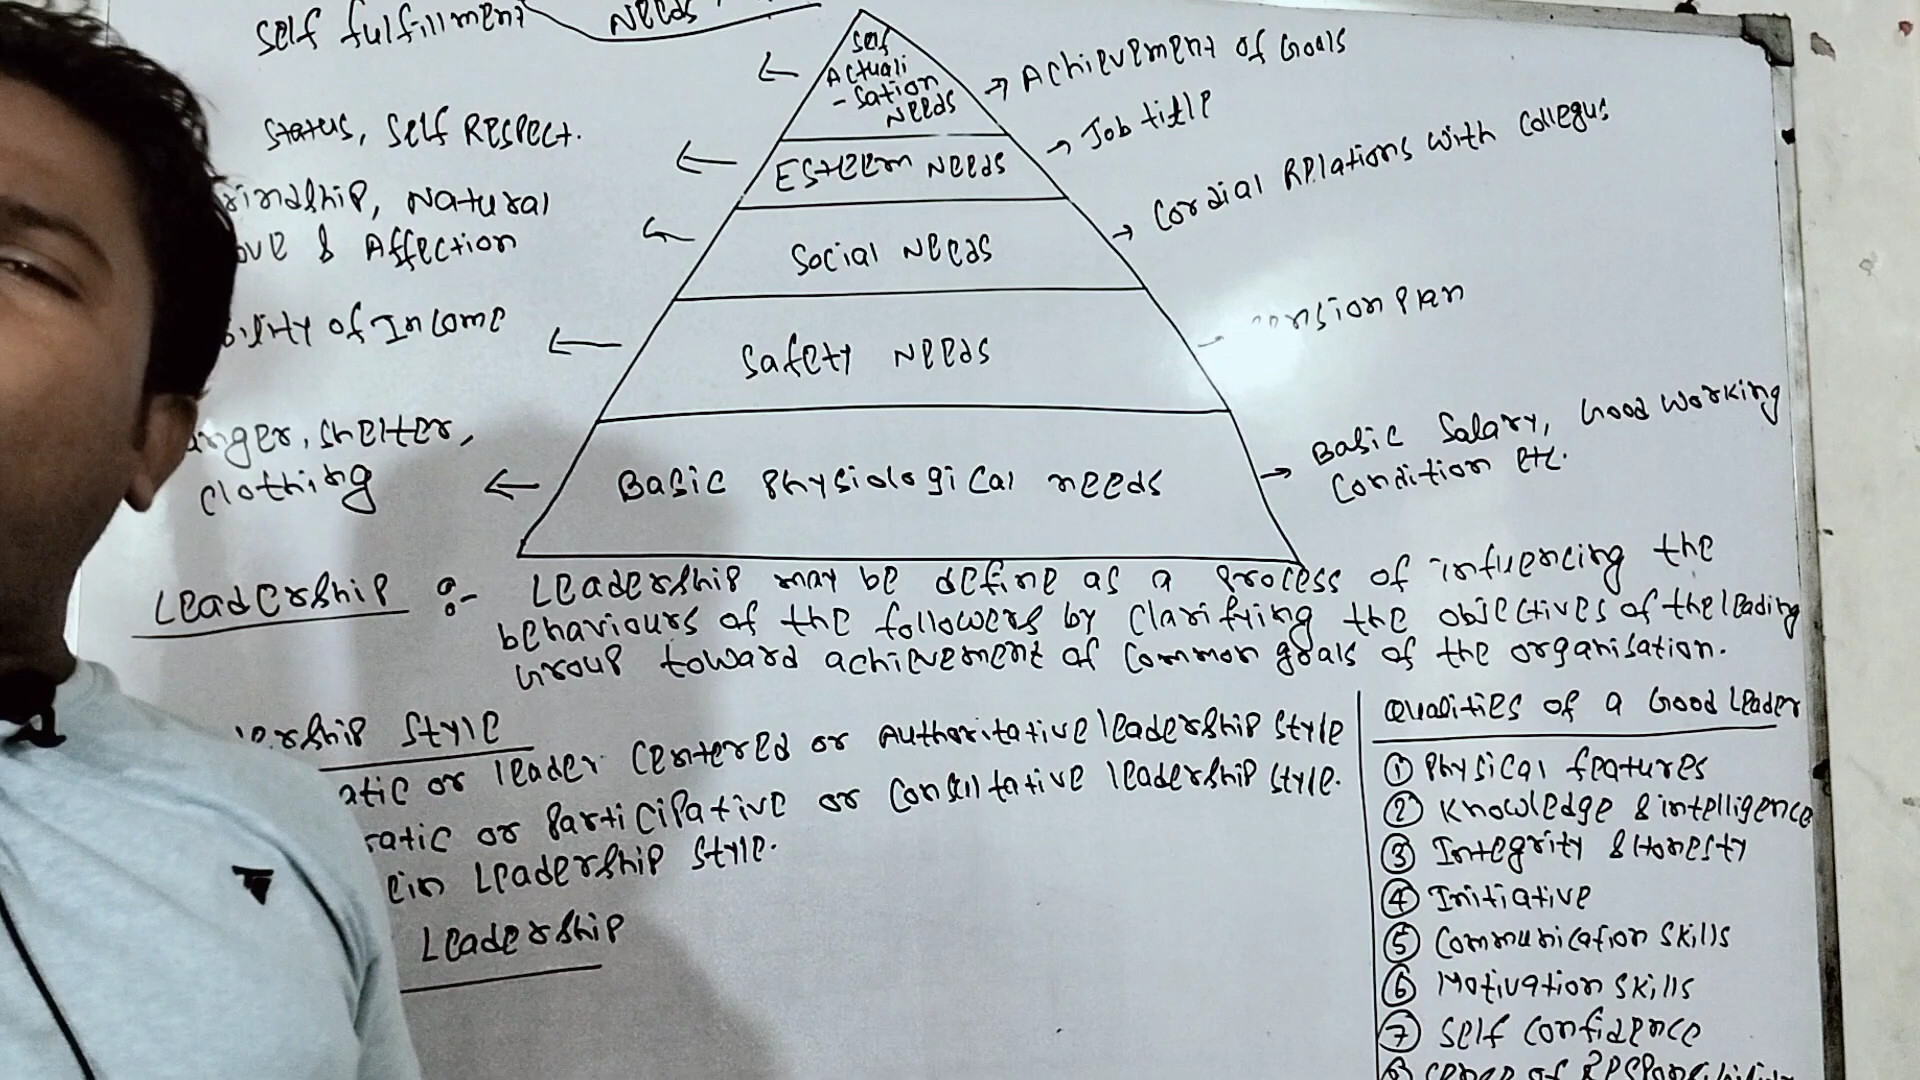 Self fulfillment
Needs
Self
Actuali
- sation
Needs
Achievement of Goals
Status, Self Respect.
Esteem Needs
Job title
Natural
& Affection
Social Needs
Cordial Relations with collegus
of Income
Safety Needs
Plan
shelter,
clothing
Basic Physiological needs
Basic Salary, Good working
Condition etc.
Leadership :- Leadership may be define as a process of influencing the
behaviours of the followers by clarifying the objectives of the leading
Group toward achievement of common goals of the organisation.
Style
or leader centered or Authoritative leadership style
or Participative or Consultative leadership style.
Leadership style.
Leadership
Qualities of a Good Leader
① Physical features
② Knowledge & intelligence
③ Integrity & Honesty
④ Initiative
⑤ Communication skills
⑥ Motivation skills
⑦ Self Confidence